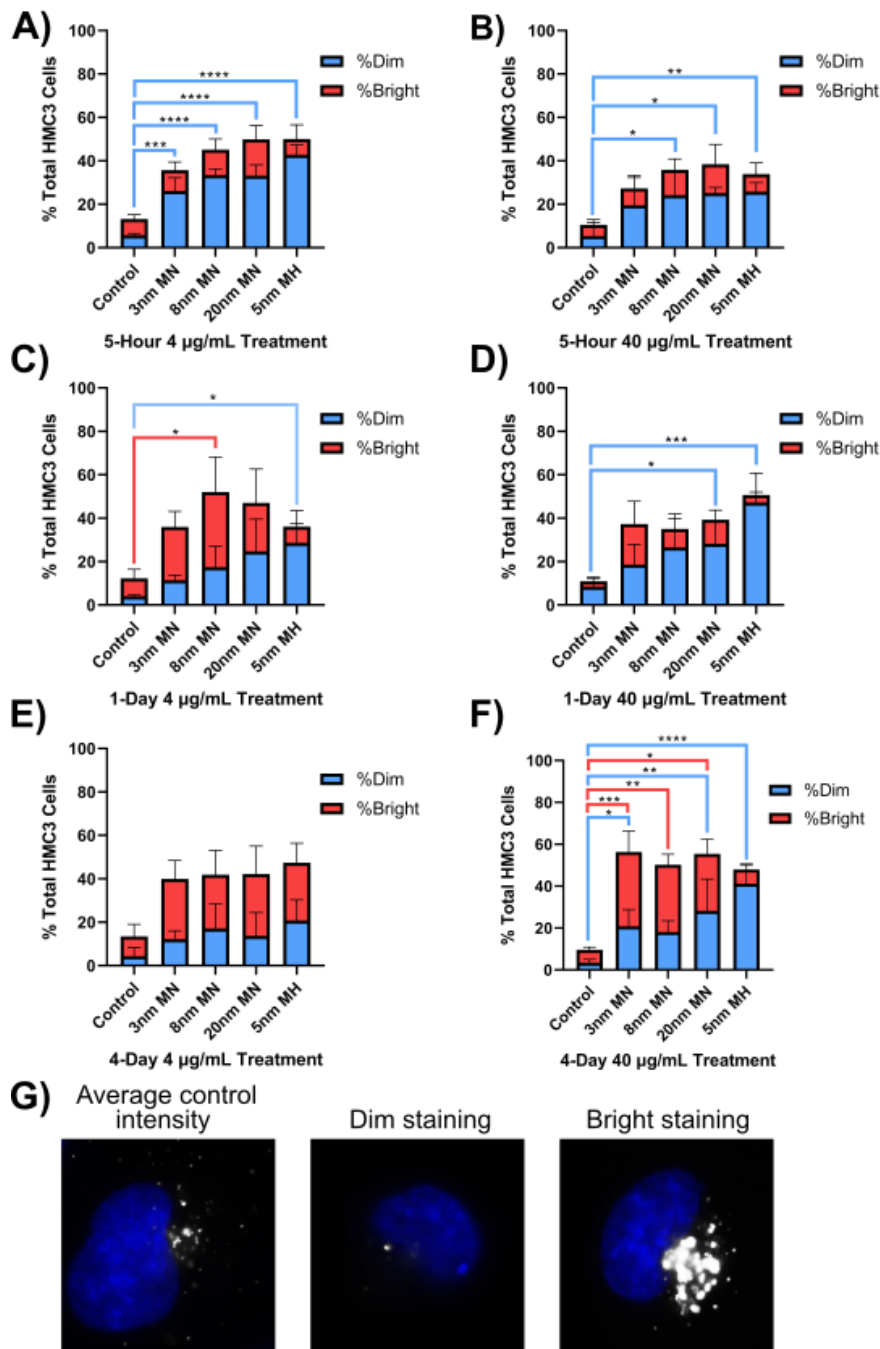 A)
% Total HMC3 Cells
100
80
60
40
20
0
****
****
****
***
%Dim
%Bright
Control
3nm MN
8nm MN
20nm MN
5nm MH
5-Hour 4 µg/mL Treatment
B)
% Total HMC3 Cells
100
80
60
40
20
0
**
*
*
%Dim
%Bright
Control
3nm MN
8nm MN
20nm MN
5nm MH
5-Hour 40 µg/mL Treatment
C)
% Total HMC3 Cells
100
80
60
40
20
0
*
*
%Dim
%Bright
Control
3nm MN
8nm MN
20nm MN
5nm MH
1-Day 4 µg/mL Treatment
D)
% Total HMC3 Cells
100
80
60
40
20
0
***
*
%Dim
%Bright
Control
3nm MN
8nm MN
20nm MN
5nm MH
1-Day 40 µg/mL Treatment
E)
% Total HMC3 Cells
100
80
60
40
20
0
%Dim
%Bright
Control
3nm MN
8nm MN
20nm MN
5nm MH
4-Day 4 µg/mL Treatment
F)
% Total HMC3 Cells
100
80
60
40
20
0
****
*
**
**
***
*
%Dim
%Bright
Control
3nm MN
8nm MN
20nm MN
5nm MH
4-Day 40 µg/mL Treatment
G)
Average control
intensity
Dim staining
Bright staining